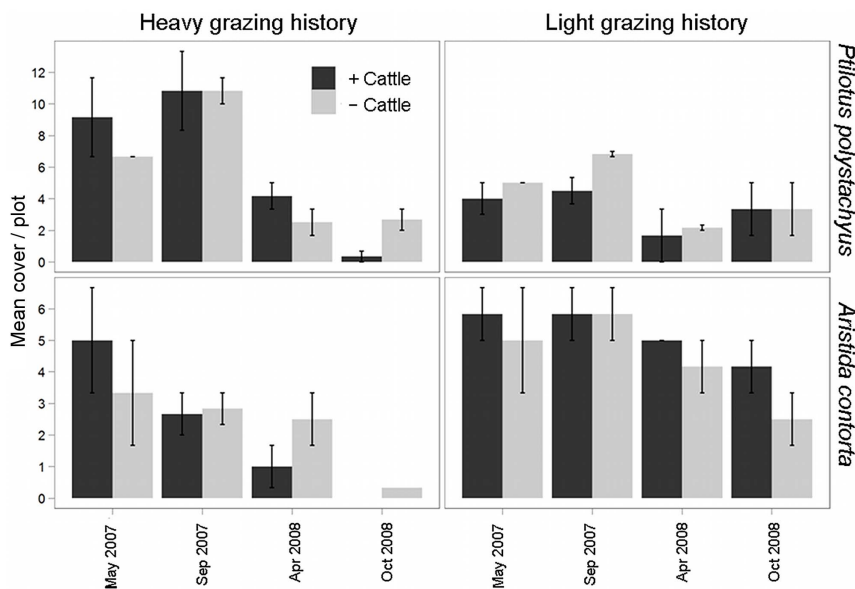 Heavy grazing history
Light grazing history
Mean cover / plot
12
10
8
6
4
2
0
+ Cattle
− Cattle
Ptilotus polystachyus
6
5
4
3
2
1
0
Aristida contorta
May 2007
Sep 2007
Apr 2008
Oct 2008
May 2007
Sep 2007
Apr 2008
Oct 2008